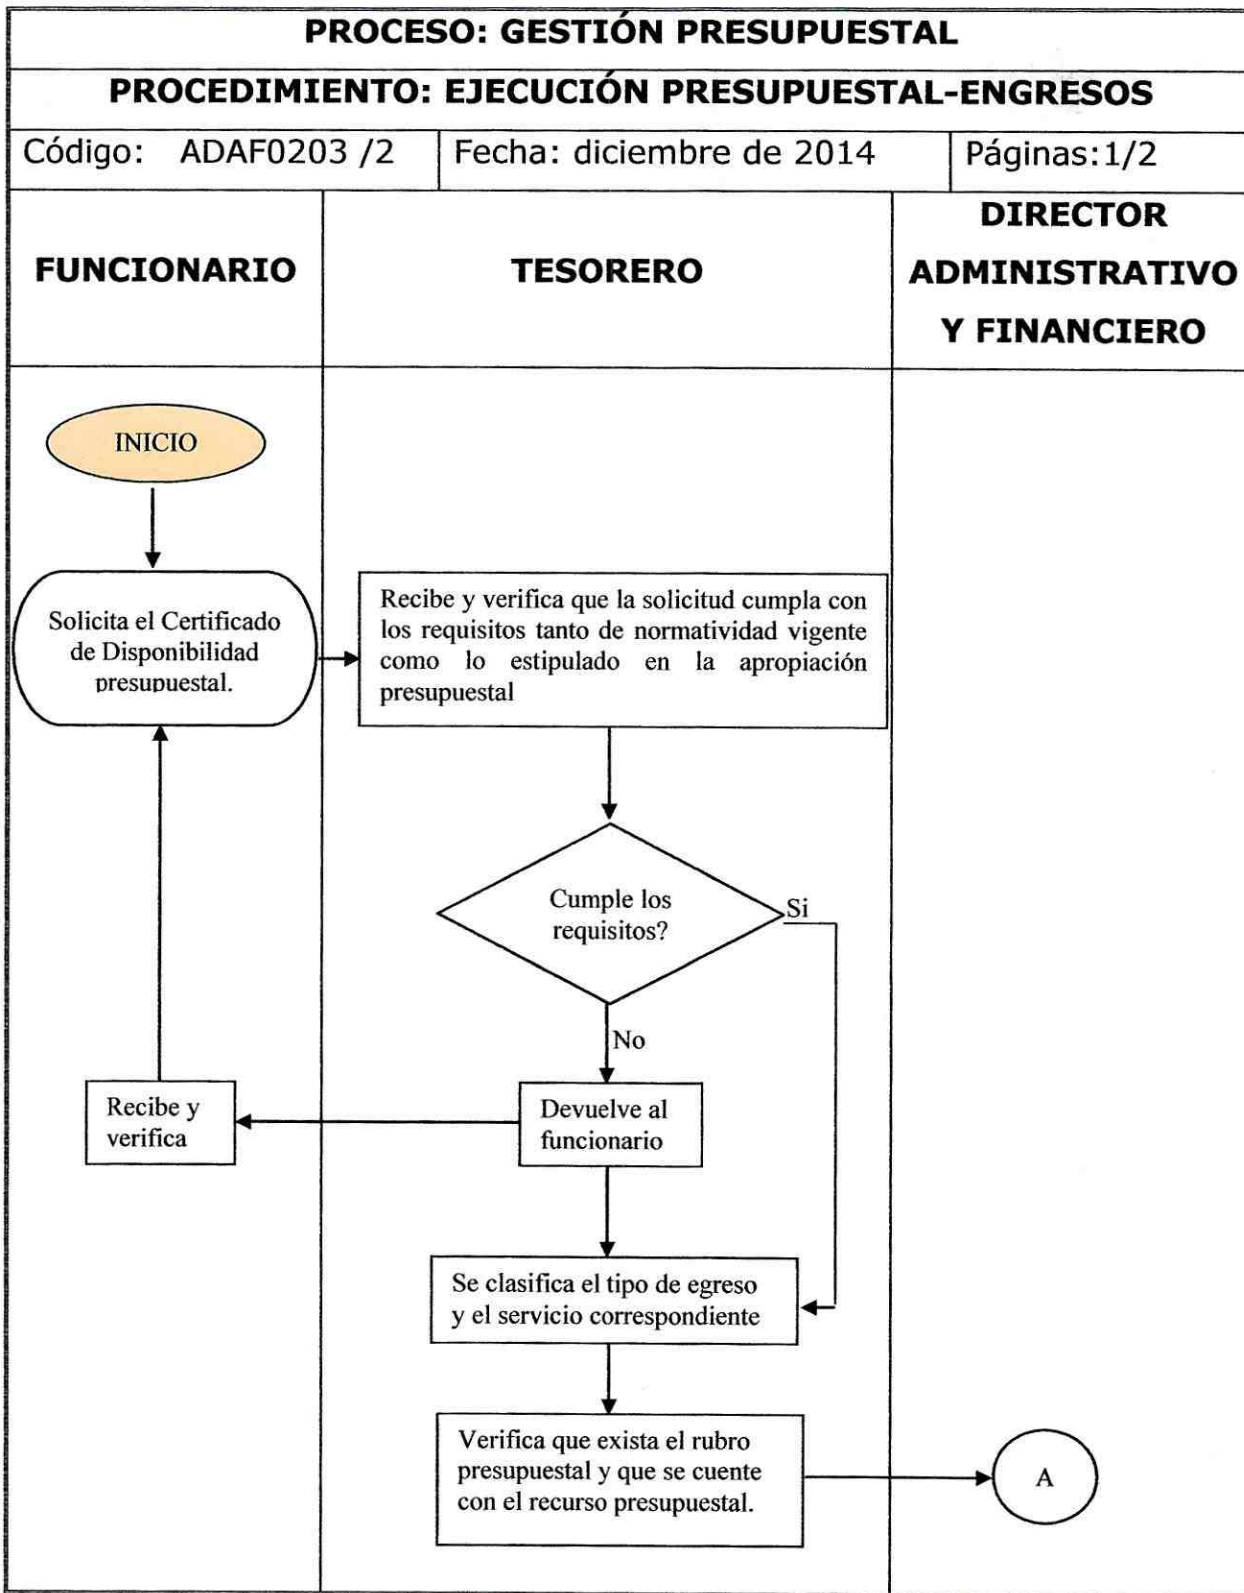 PROCESO: GESTIÓN PRESUPUESTAL
PROCEDIMIENTO: EJECUCIÓN PRESUPUESTAL-ENGRESOS
Código: ADAF0203 /2
Fecha: diciembre de 2014
Páginas:1/2
FUNCIONARIO
TESORERO
DIRECTOR
ADMINISTRATIVO
Y FINANCIERO
INICIO
Solicita el Certificado
de Disponibilidad
presupuestal.
Recibe y verifica que la solicitud cumpla con
los requisitos tanto de normatividad vigente
como lo estipulado en la apropiación
presupuestal
Cumple los
requisitos?
Si
No
Recibe y
verifica
Devuelve al
funcionario
Se clasifica el tipo de egreso
y el servicio correspondiente
Verifica que exista el rubro
presupuestal y que se cuente
con el recurso presupuestal.
A